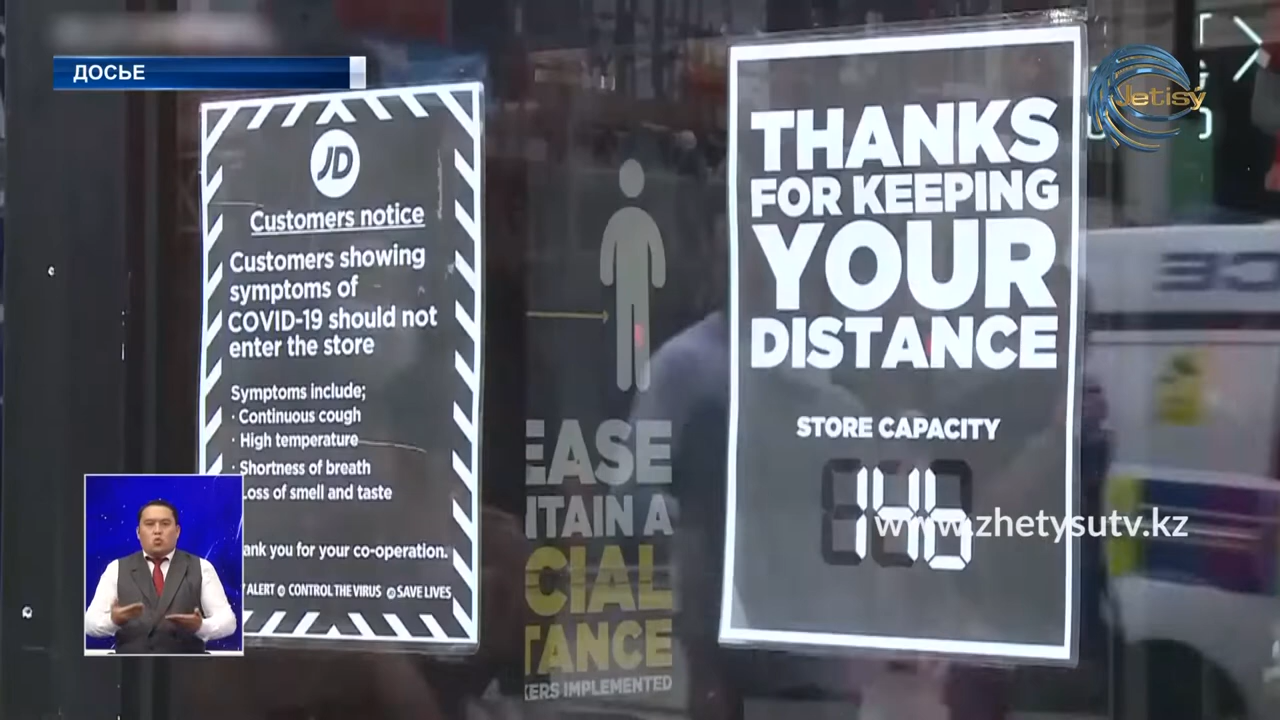 ДОСЬЕ
Jetisy
JD
Customers notice
Customers showing
symptoms of
COVID-19 should not
enter the store
Symptoms include;
· Continuous cough
· High temperature
· Shortness of breath
Loss of smell and taste
ank you for your co-operation.
ALERT CONTROL THE VIRUS SAVE LIVES
EASE
NTAIN A
CIAL
TANCE
KERS IMPLEMENTED
THANKS
FOR KEEPING
YOUR
DISTANCE
STORE CAPACITY
146
www.zhetysutv.kz